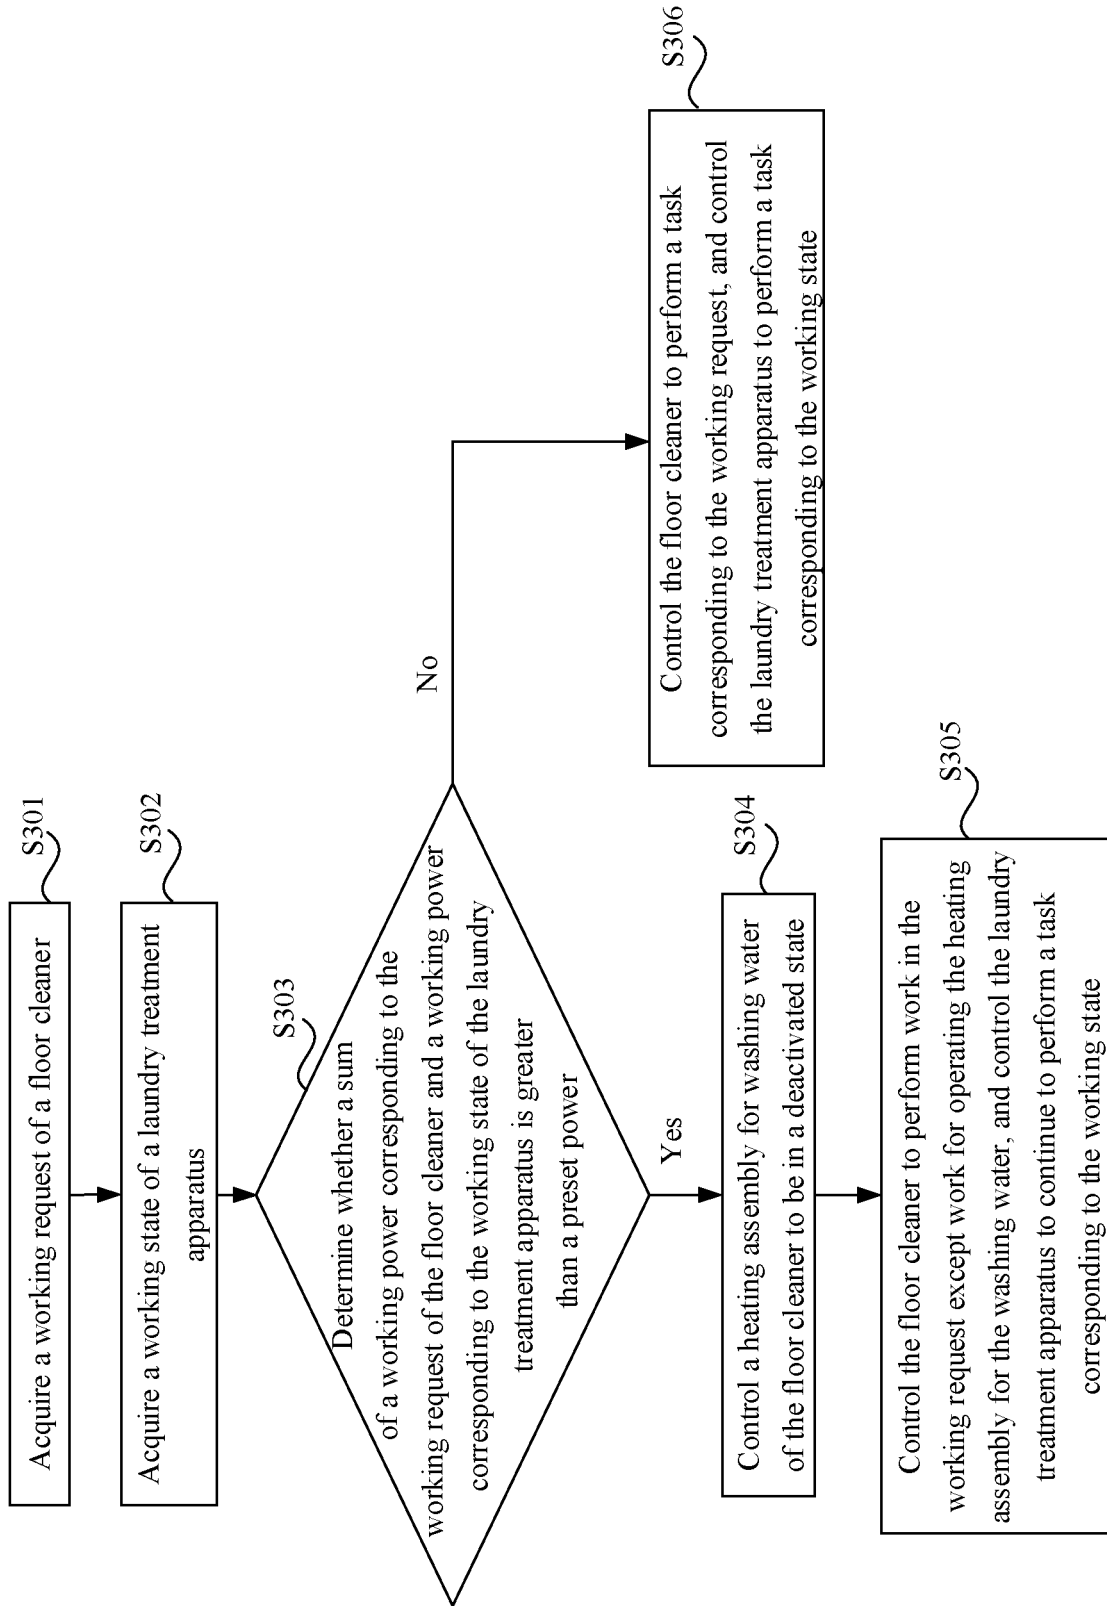 S301
Acquire a working request of a floor cleaner
S302
Acquire a working state of a laundry treatment
apparatus
S303
Determine whether a sum
of a working power corresponding to the
working request of the floor cleaner and a working power
corresponding to the working state of the laundry
treatment apparatus is greater
than a preset power
No
Yes
S304
Control a heating assembly for washing water
of the floor cleaner to be in a deactivated state
S305
Control the floor cleaner to perform work in the
working request except work for operating the heating
assembly for the washing water, and control the laundry
treatment apparatus to continue to perform a task
corresponding to the working state
S306
Control the floor cleaner to perform a task
corresponding to the working request, and control
the laundry treatment apparatus to perform a task
corresponding to the working state